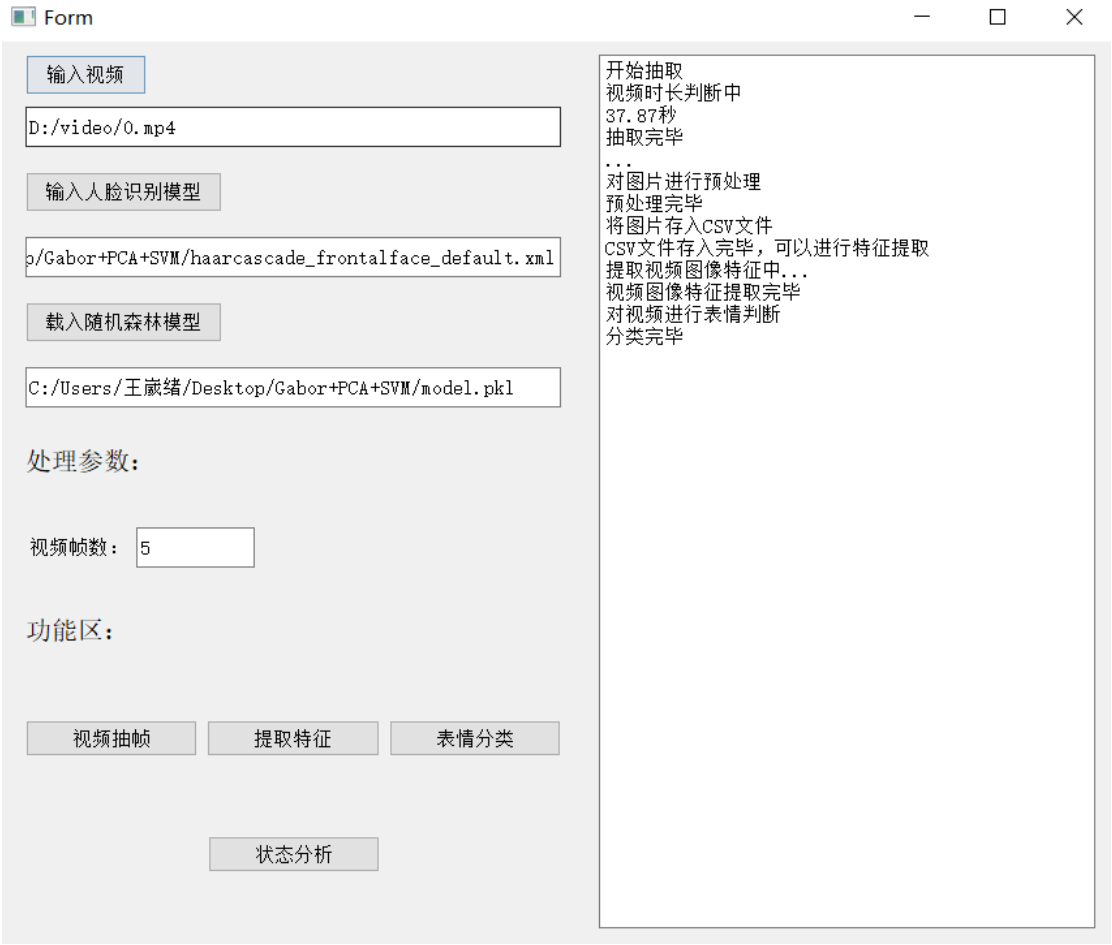 Form
输入视频
D:/video/0.mp4
输入人脸识别模型
p/Gabor+PCA+SVM/haarcascade_frontalface_default.xml
载入随机森林模型
C:/Users/王崴绪/Desktop/Gabor+PCA+SVM/model.pkl
处理参数：
视频帧数： 5
功能区：
视频抽帧 提取特征 表情分类
状态分析
开始抽取
视频时长判断中
37.87秒
抽取完毕
...
对图片进行预处理
预处理完毕
将图片存入CSV文件
CSV文件存入完毕，可以进行特征提取
提取视频图像特征中...
视频图像特征提取完毕
对视频进行表情判断
分类完毕